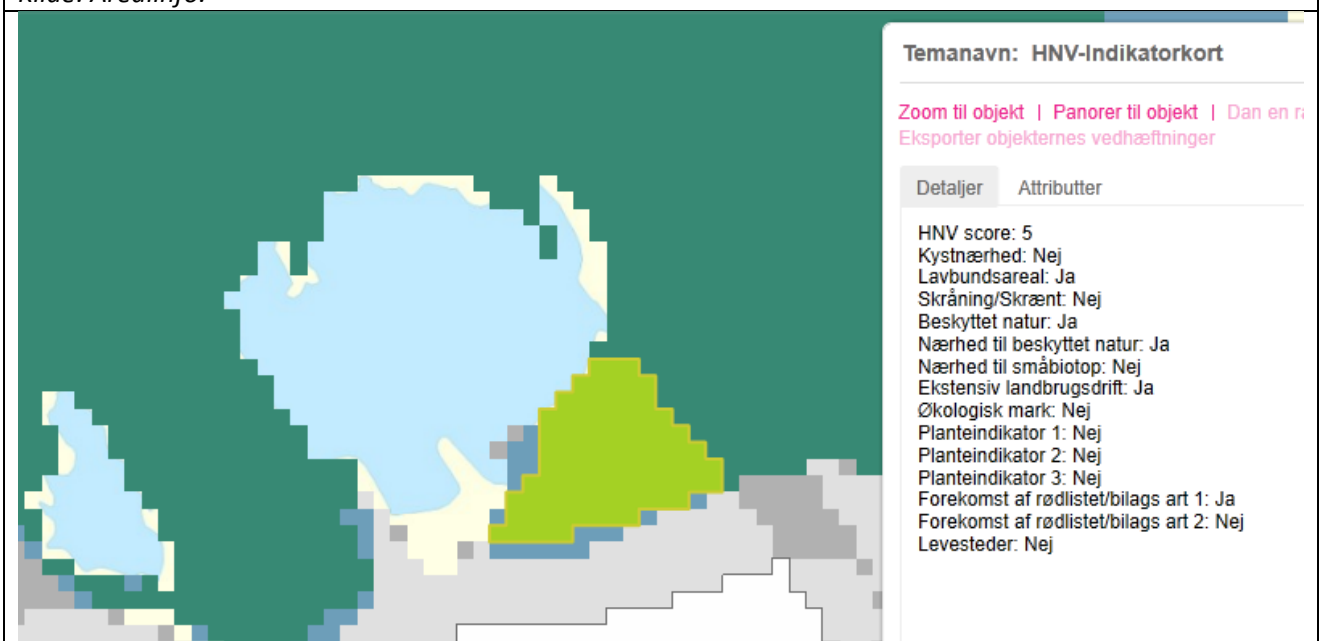 Kilde: Arealinfo.
Temanavn: HNV-Indikatorkort
Zoom til objekt | Panorer til objekt | Dan en ra
Eksporter objekternes vedhæftninger
Detaljer Attributter
HNV score: 5
Kystnærhed: Nej
Lavbundsareal: Ja
Skråning/Skrænt: Nej
Beskyttet natur: Ja
Nærhed til beskyttet natur: Ja
Nærhed til småbiotop: Nej
Ekstensiv landbrugsdrift: Ja
Økologisk mark: Nej
Planteindikator 1: Nej
Planteindikator 2: Nej
Planteindikator 3: Nej
Forekomst af rødlistet/bilags art 1: Ja
Forekomst af rødlistet/bilags art 2: Nej
Levesteder: Nej